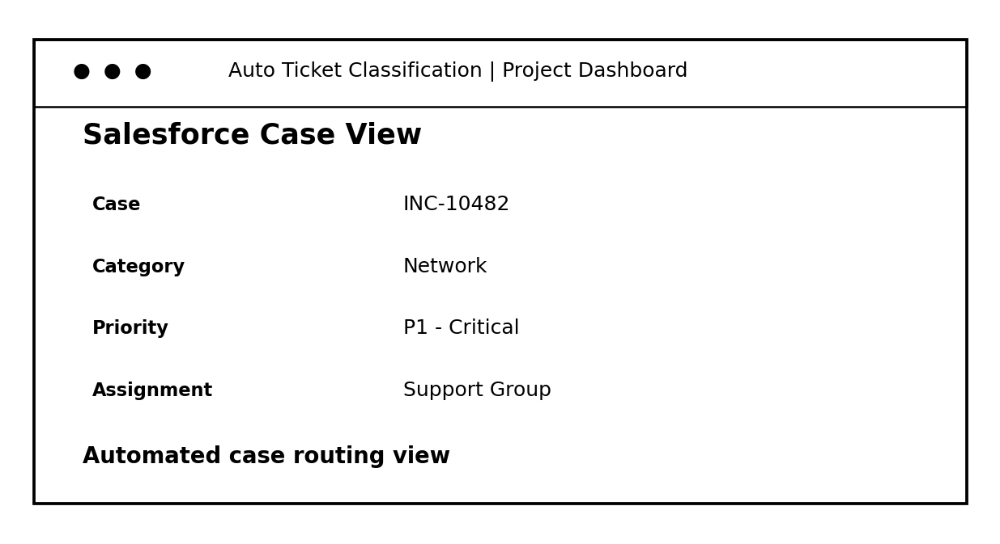 Auto Ticket Classification | Project Dashboard
Salesforce Case View
Case INC-10482
Category Network
Priority P1 - Critical
Assignment Support Group
Automated case routing view